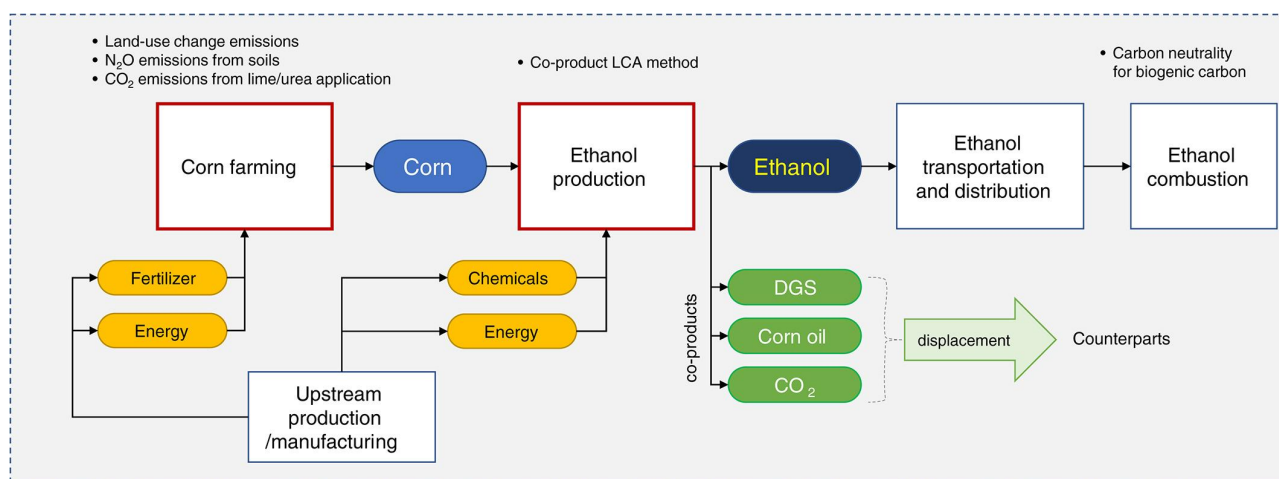 • Land-use change emissions
• N₂O emissions from soils
• CO₂ emissions from lime/urea application
• Co-product LCA method
• Carbon neutrality
for biogenic carbon
Corn farming
Corn
Ethanol
production
Ethanol
Ethanol
transportation
and distribution
Ethanol
combustion
Fertilizer
Energy
Chemicals
Energy
Upstream
production
/manufacturing
co-products
DGS
Corn oil
CO₂
displacement
Counterparts